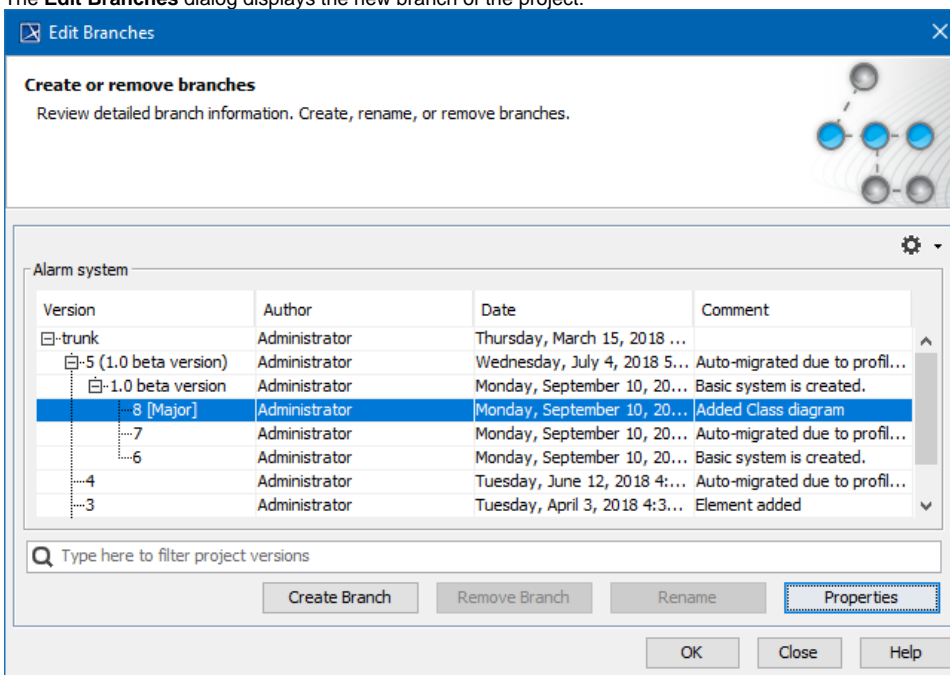 The Edit Branches dialog displays the new branch of the project.
Edit Branches
Create or remove branches
Review detailed branch information. Create, rename, or remove branches.
Alarm system
Version Author Date Comment
trunk Administrator Thursday, March 15, 2018 ...
5 (1.0 beta version) Administrator Wednesday, July 4, 2018 5... Auto-migrated due to profil...
1.0 beta version Administrator Monday, September 10, 20... Basic system is created.
8 [Major] Administrator Monday, September 10, 20... Added Class diagram
7 Administrator Monday, September 10, 20... Auto-migrated due to profil...
6 Administrator Monday, September 10, 20... Basic system is created.
4 Administrator Tuesday, June 12, 2018 4:... Auto-migrated due to profil...
3 Administrator Tuesday, April 3, 2018 4:3... Element added
Type here to filter project versions
Create Branch Remove Branch Rename Properties
OK Close Help